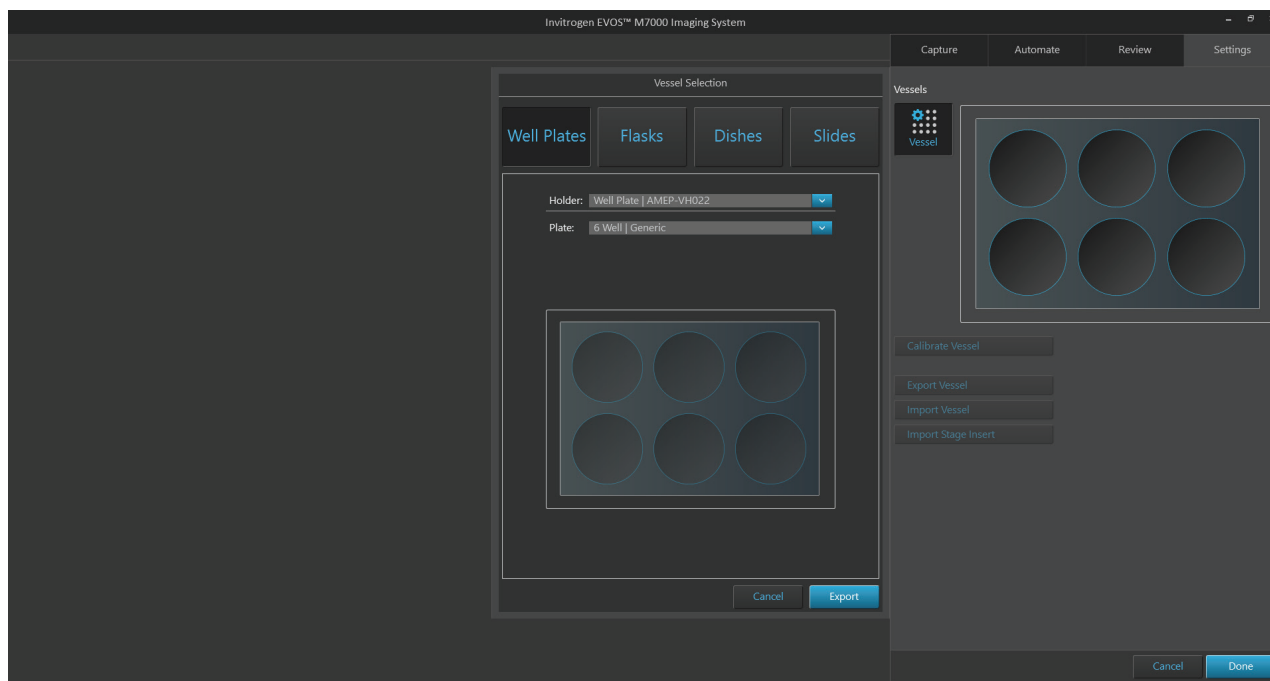 Invitrogen EVOS™ M7000 Imaging System
Capture Automate Review Settings
Vessel Selection
Well Plates Flasks Dishes Slides
Holder: Well Plate | AMEP-VH022
Plate: 6 Well | Generic
Cancel Export
Vessels
Vessel
Calibrate Vessel
Export Vessel
Import Vessel
Import Stage Insert
Cancel Done